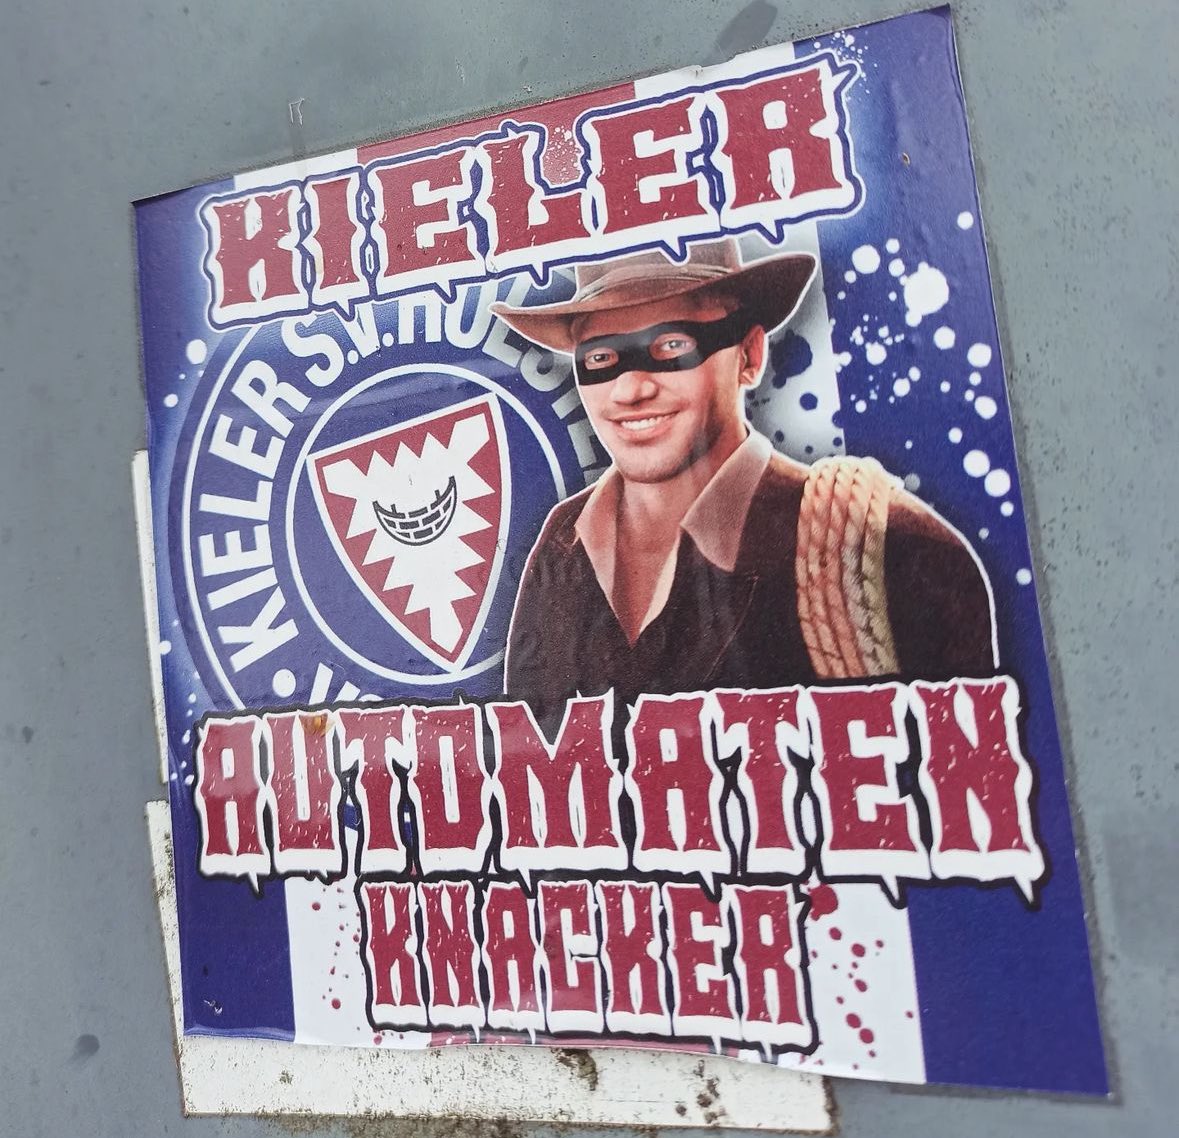 KIELER
KIELER S.V. HOLSTEIN
AUTOMATEN
KNACKER